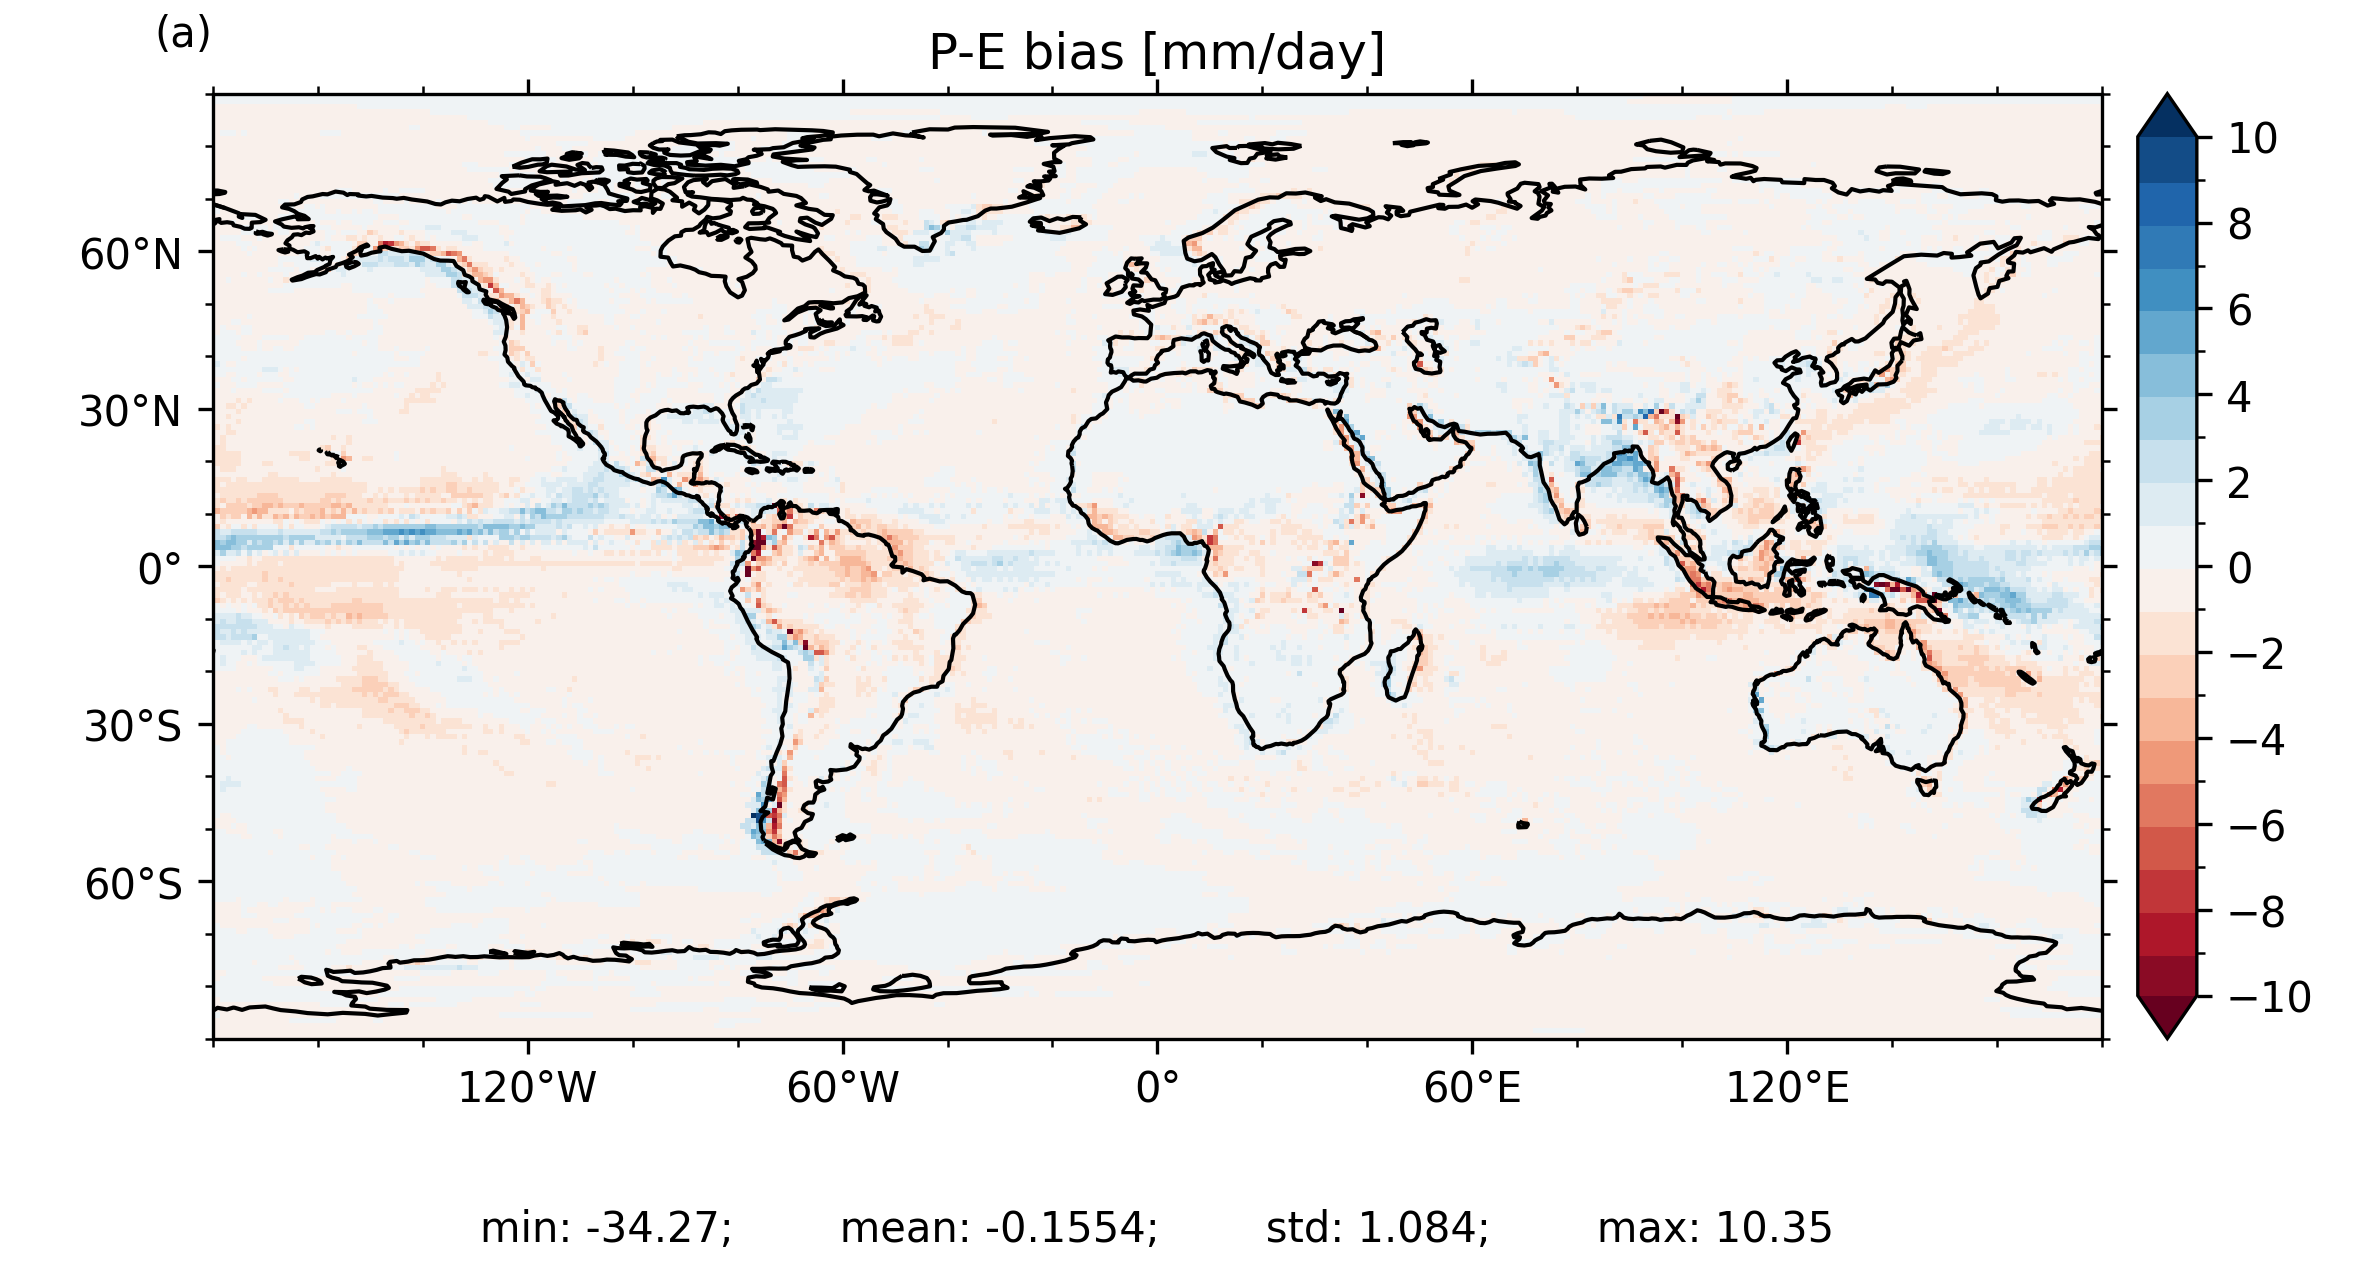 (a)
P-E bias [mm/day]
60°N
30°N
0°
30°S
60°S
120°W 60°W 0° 60°E 120°E
10
8
6
4
2
0
−2
−4
−6
−8
−10
min: -34.27; mean: -0.1554; std: 1.084; max: 10.35